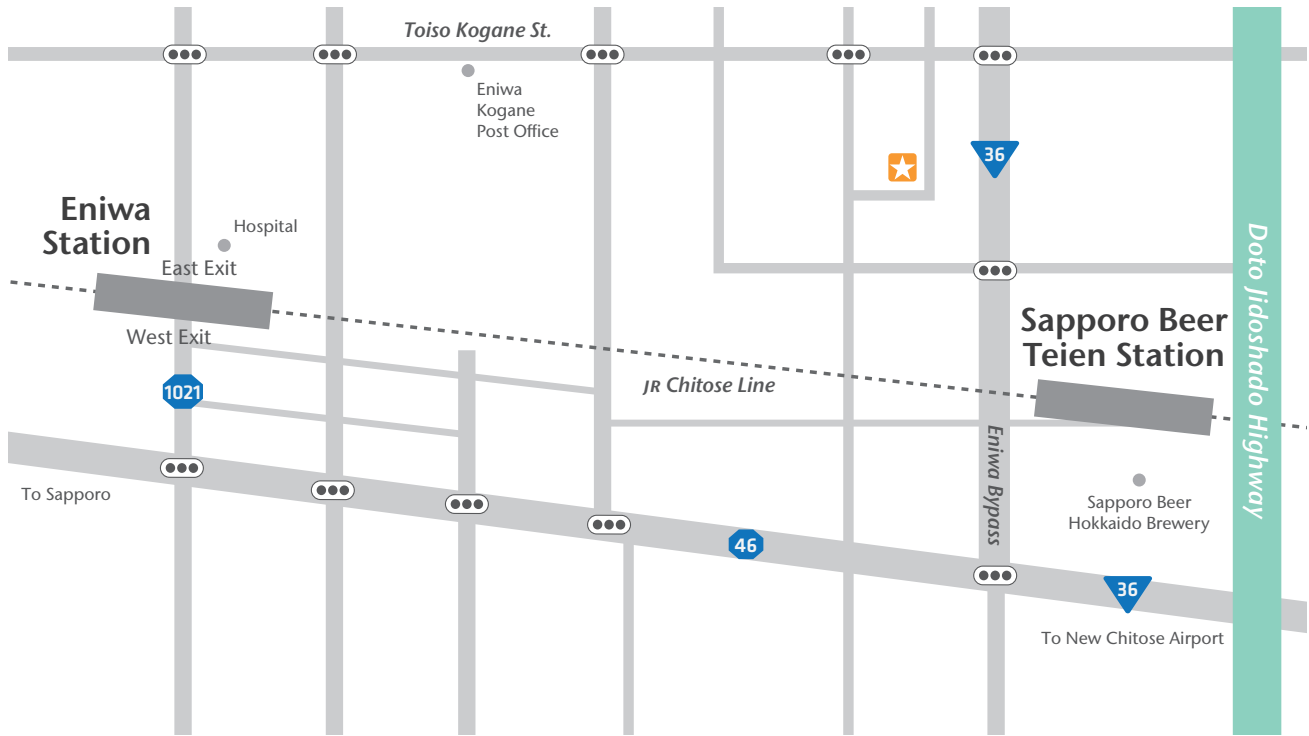 Toiso Kogane St.
Eniwa
Kogane
Post Office
36
Eniwa
Station
Hospital
East Exit
West Exit
Doto Jidoshado Highway
Sapporo Beer
Teien Station
JR Chitose Line
1021
Eniwa Bypass
To Sapporo
Sapporo Beer
Hokkaido Brewery
46
36
To New Chitose Airport